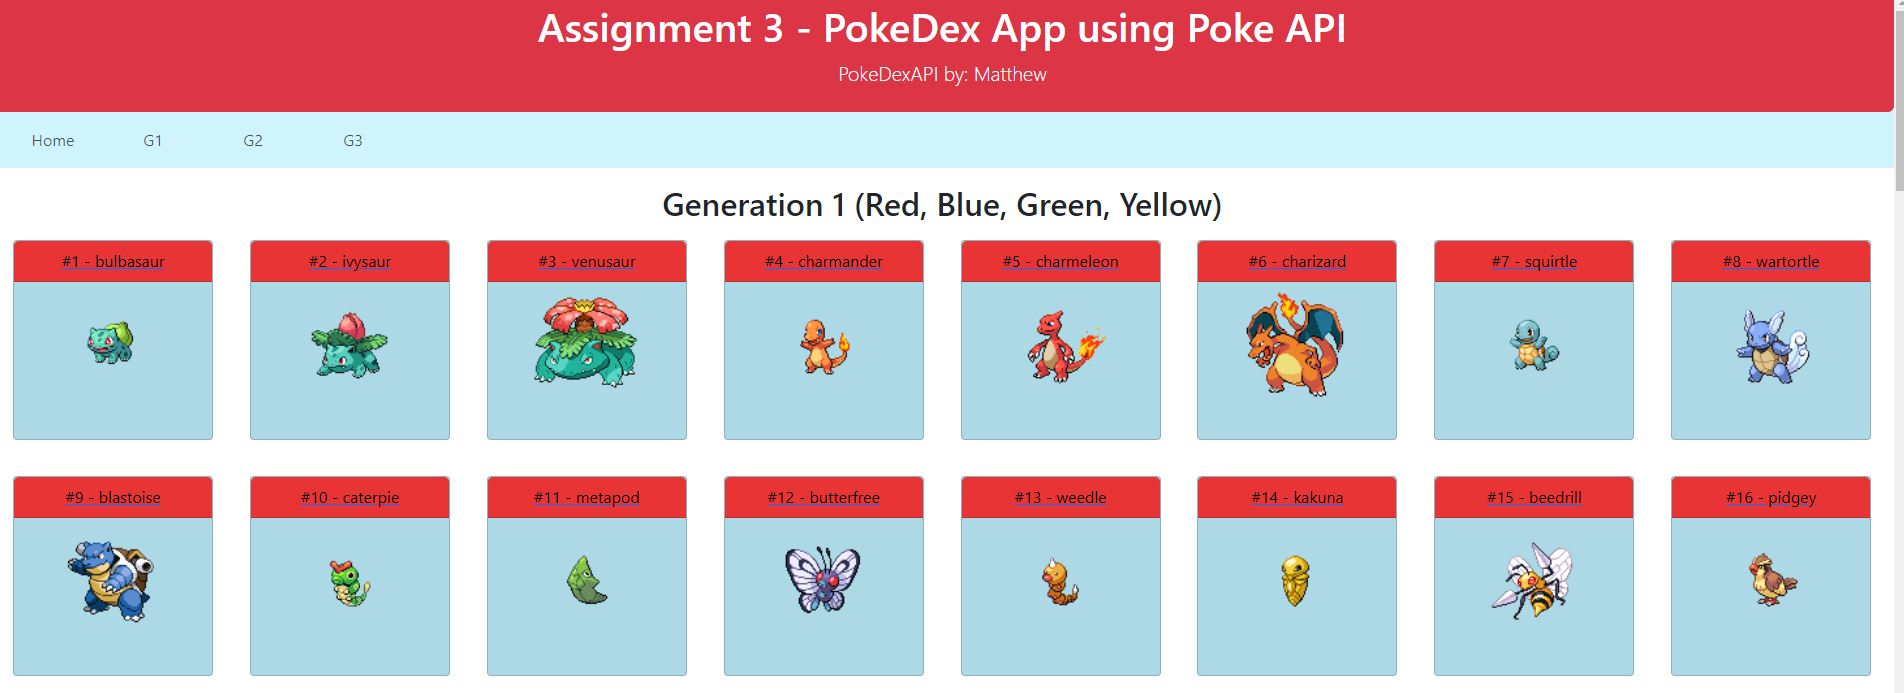 Assignment 3 - PokeDex App using Poke API
PokeDexAPI by: Matthew
Home G1 G2 G3
Generation 1 (Red, Blue, Green, Yellow)
#1 - bulbasaur #2 - ivysaur #3 - venusaur #4 - charmander #5 - charmeleon #6 - charizard #7 - squirtle #8 - wartortle
#9 - blastoise #10 - caterpie #11 - metapod #12 - butterfree #13 - weedle #14 - kakuna #15 - beedrill #16 - pidgey